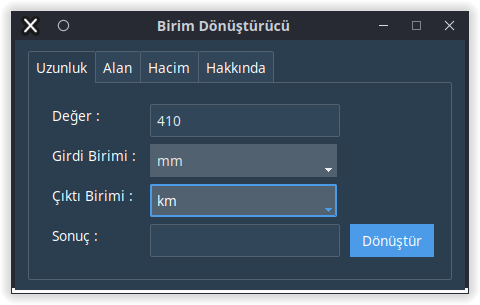 Birim Dönüştürücü
Uzunluk Alan Hacim Hakkında
Değer : 410
Girdi Birimi : mm
Çıktı Birimi : km
Sonuç : Dönüştür